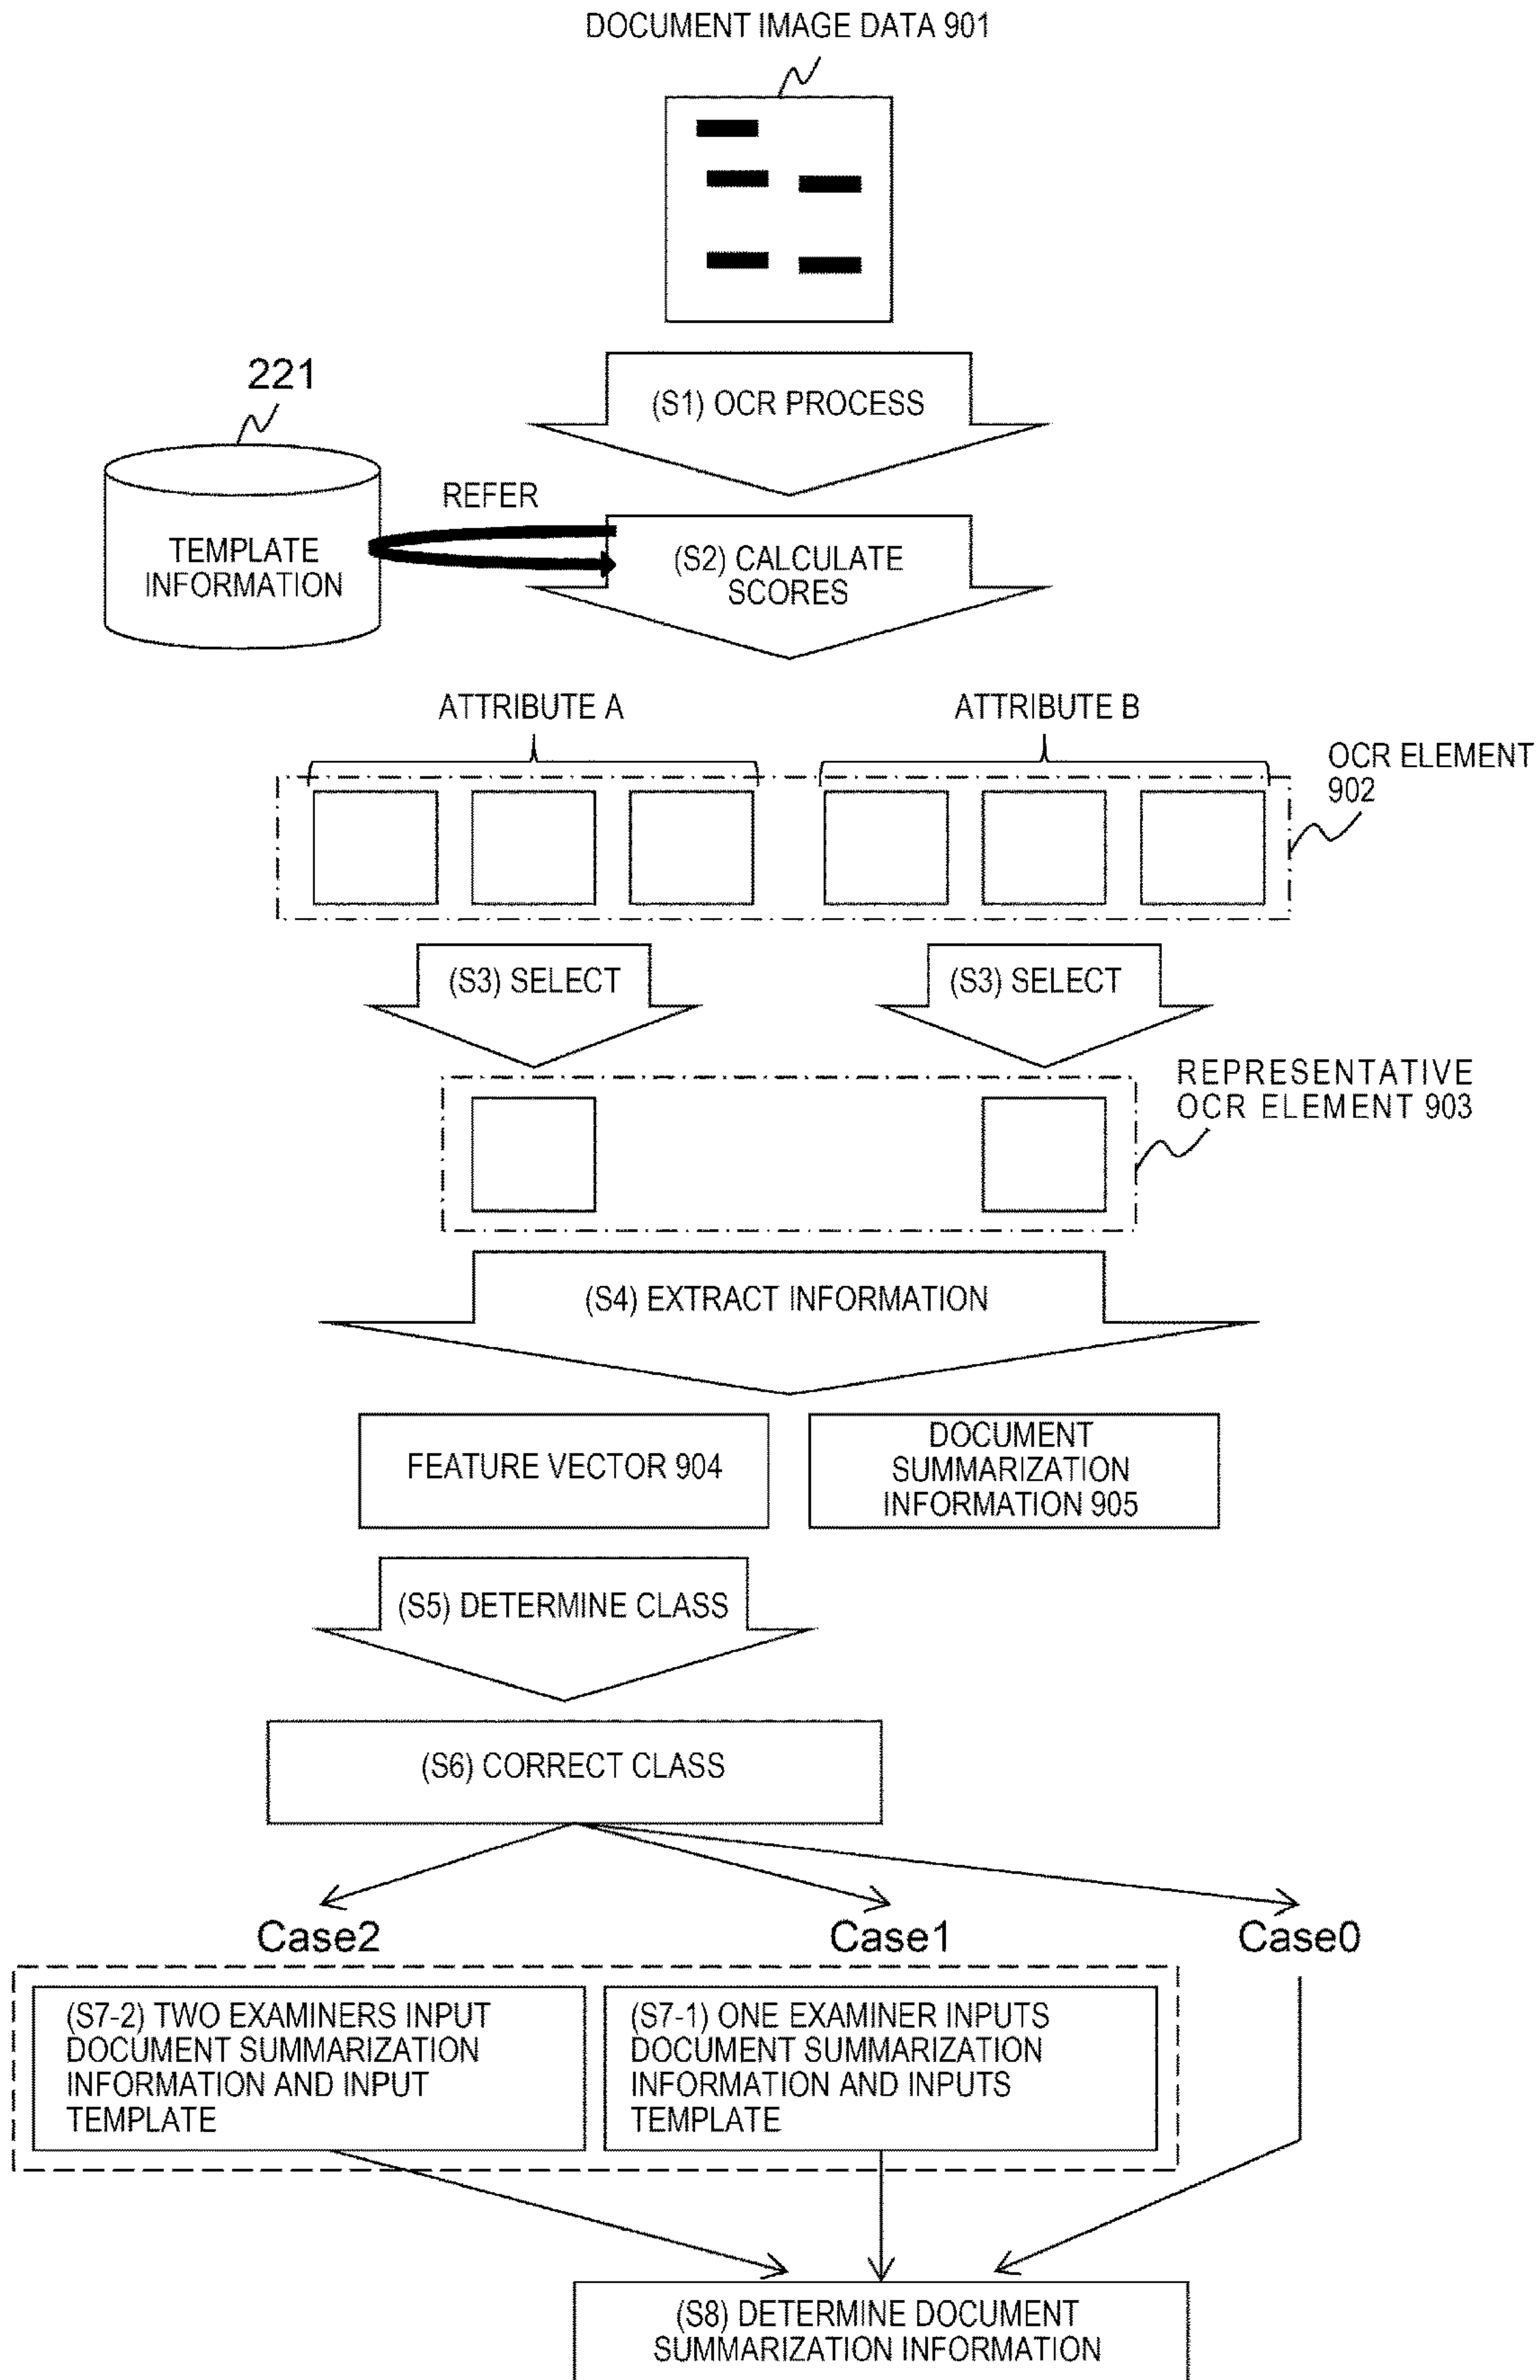 DOCUMENT IMAGE DATA 901
(S1) OCR PROCESS
221
REFER
TEMPLATE
INFORMATION
(S2) CALCULATE
SCORES
ATTRIBUTE A
ATTRIBUTE B
OCR ELEMENT
902
(S3) SELECT
(S3) SELECT
REPRESENTATIVE
OCR ELEMENT 903
(S4) EXTRACT INFORMATION
FEATURE VECTOR 904
DOCUMENT
SUMMARIZATION
INFORMATION 905
(S5) DETERMINE CLASS
(S6) CORRECT CLASS
Case2
Case1
Case0
(S7-2) TWO EXAMINERS INPUT
DOCUMENT SUMMARIZATION
INFORMATION AND INPUT
TEMPLATE
(S7-1) ONE EXAMINER INPUTS
DOCUMENT SUMMARIZATION
INFORMATION AND INPUTS
TEMPLATE
(S8) DETERMINE DOCUMENT
SUMMARIZATION INFORMATION